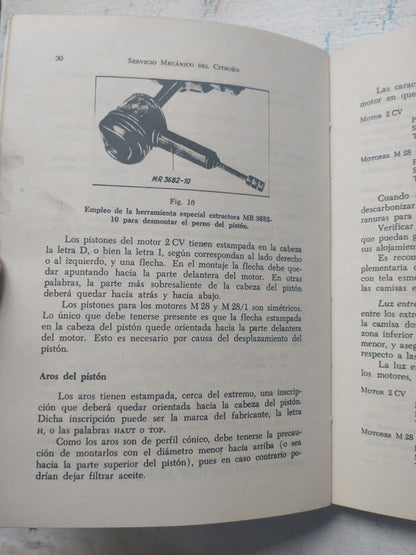 30
SERVICIO MECÁNICO DEL CITROËN
MR 3682-10
Fig. 16
Empleo de la herramienta especial extractora MR 3682-
10 para desmontar el perno del pistón.
Los pistones del motor 2 CV tienen estampada en la cabeza
la letra D, o bien la letra I, según correspondan al lado derecho
o al izquierdo, y una flecha. En el montaje la flecha debe que-
dar apuntando hacia la parte delantera del motor. En otras
palabras, la parte más sobresaliente de la cabeza del pistón
deberá quedar hacia atrás y hacia abajo.
Los pistones para los motores M 28 y M 28/1 son simétricos.
Lo único que debe tenerse presente es que la flecha estampada
en la cabeza del pistón quede orientada hacia la parte delantera
del motor. Esto es necesario por causa del desplazamiento del
pistón.
Aros del pistón
Los aros tienen estampada, cerca del extremo, una inscrip-
ción que deberá quedar orientada hacia la cabeza del pistón.
Dicha inscripción puede ser la marca del fabricante, la letra
H, o las palabras HAUT o TOP.
Como los aros son de perfil cónico, debe tenerse la precau-
ción de montarlos con el diámetro menor hacia arriba (o sea
hacia la parte superior del pistón), pues en caso contrario po-
drían dejar filtrar aceite.
Las carac
motor en que
MOTOR 2 CV
P
S
T
MOTORES M 28
S
T
Cuando
descarbonizar
ranuras para
Verificar
que puedan
sus alojamien
Es recom
plementaria d
con tela esme
las camisas e
Luz entre
entre los extre
la camisa do
zona inferior
menor, y aseg
respecto a las
La luz e
los motores,
MOTOR 2 CV
MOTORES M 28